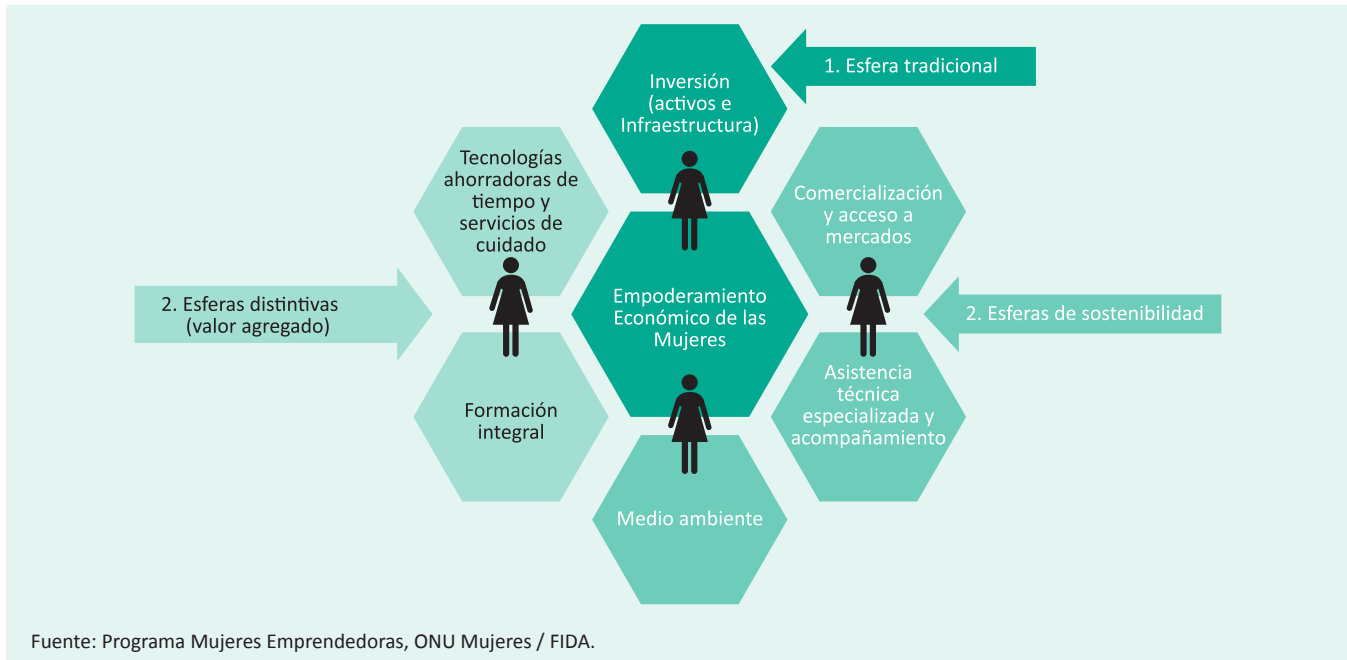 Inversión
(activos e
Infraestructura)
1. Esfera tradicional
Tecnologías
ahorradoras de
tiempo y
servicios de
cuidado
Comercialización
y acceso a
mercados
2. Esferas distintivas
(valor agregado)
Empoderamiento
Económico de las
Mujeres
2. Esferas de sostenibilidad
Formación
integral
Asistencia
técnica
especializada y
acompañamiento
Medio ambiente
Fuente: Programa Mujeres Emprendedoras, ONU Mujeres / FIDA.